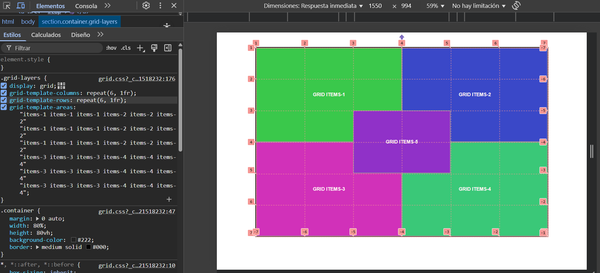 Elementos
Consola
Dimensiones: Respuesta inmediata
1550
×
994
59%
No hay limitación
html body section.container.grid-layers
Estilos Calculados Diseño
Filtrar
:hov .cls
element.style {
}
.grid-layers {
grid.css?_c…1518232:176
display: grid;
grid-template-columns: repeat(6, 1fr);
grid-template-rows: repeat(6, 1fr);
grid-template-areas:
"items-1 items-1 items-1 items-2 items-2 items-
2"
"items-1 items-1 items-1 items-2 items-2 items-
2"
"items-1 items-1 items-1 items-2 items-2 items-
2"
"items-3 items-3 items-3 items-4 items-4 items-
4"
"items-3 items-3 items-3 items-4 items-4 items-
4"
"items-3 items-3 items-3 items-4 items-4 items-
4";
}
.container {
grid.css?_c…21518232:47
margin: 0 auto;
width: 80%;
height: 80vh;
background-color: #222;
border: medium solid #000;
}
*, *::after, *::before {
grid.css?_c…21518232:10
GRID ITEMS-1
GRID ITEMS-2
GRID ITEMS-5
GRID ITEMS-3
GRID ITEMS-4